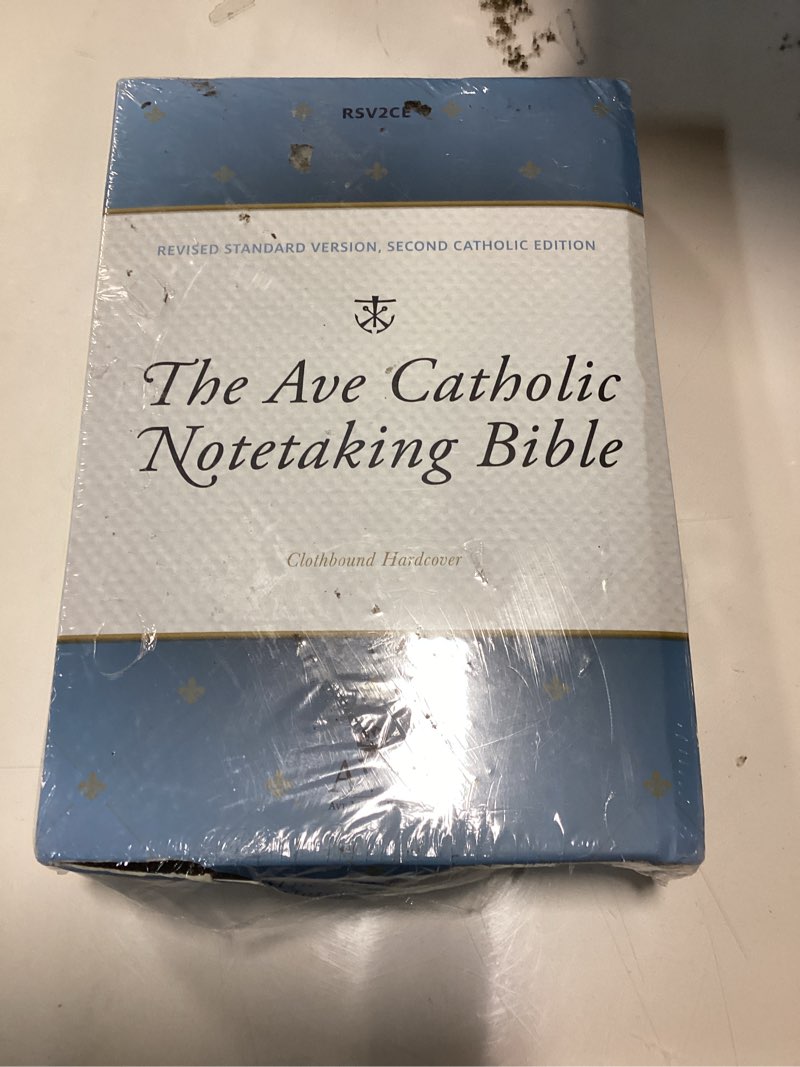 RSV2CE
REVISED STANDARD VERSION, SECOND CATHOLIC EDITION
The Ave Catholic
Notetaking Bible
Clothbound Hardcover